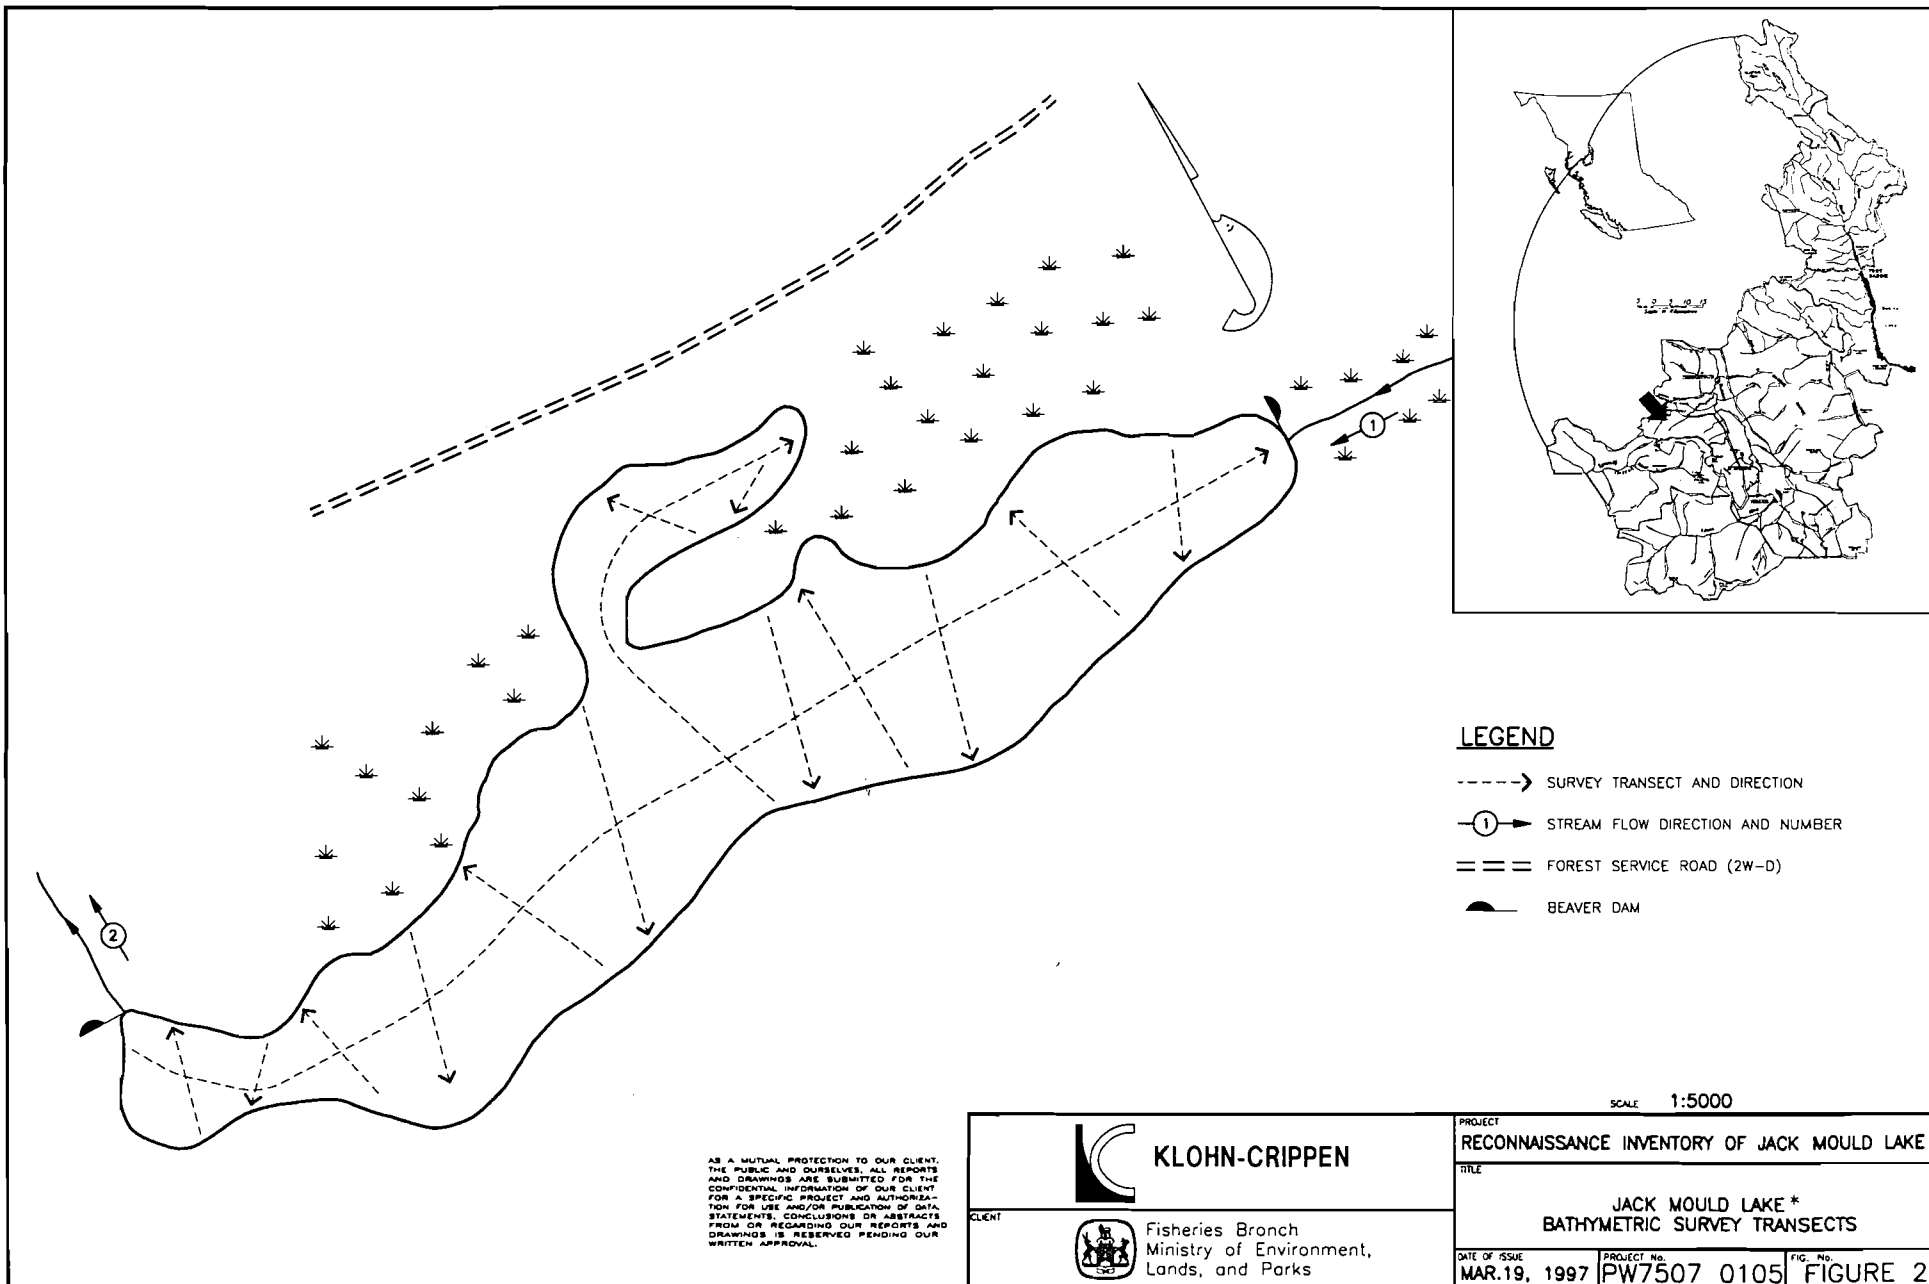 1
2
LEGEND
SURVEY TRANSECT AND DIRECTION
1 STREAM FLOW DIRECTION AND NUMBER
FOREST SERVICE ROAD (2W-D)
BEAVER DAM
SCALE 1:5000
AS A MUTUAL PROTECTION TO OUR CLIENT,
THE PUBLIC AND OURSELVES, ALL REPORTS
AND DRAWINGS ARE SUBMITTED FOR THE
CONFIDENTIAL INFORMATION OF OUR CLIENT
FOR A SPECIFIC PROJECT AND AUTHORIZA-
TION FOR USE AND/OR PUBLICATION OF DATA,
STATEMENTS, CONCLUSIONS OR ABSTRACTS
FROM OR REGARDING OUR REPORTS AND
DRAWINGS IS RESERVED PENDING OUR
WRITTEN APPROVAL.
KLOHN-CRIPPEN
CLIENT
Fisheries Branch
Ministry of Environment,
Lands, and Parks
PROJECT
RECONNAISSANCE INVENTORY OF JACK MOULD LAKE
TITLE
JACK MOULD LAKE*
BATHYMETRIC SURVEY TRANSECTS
DATE OF ISSUE
MAR.19, 1997
PROJECT No.
PW7507 0105
FIG. No.
FIGURE 2